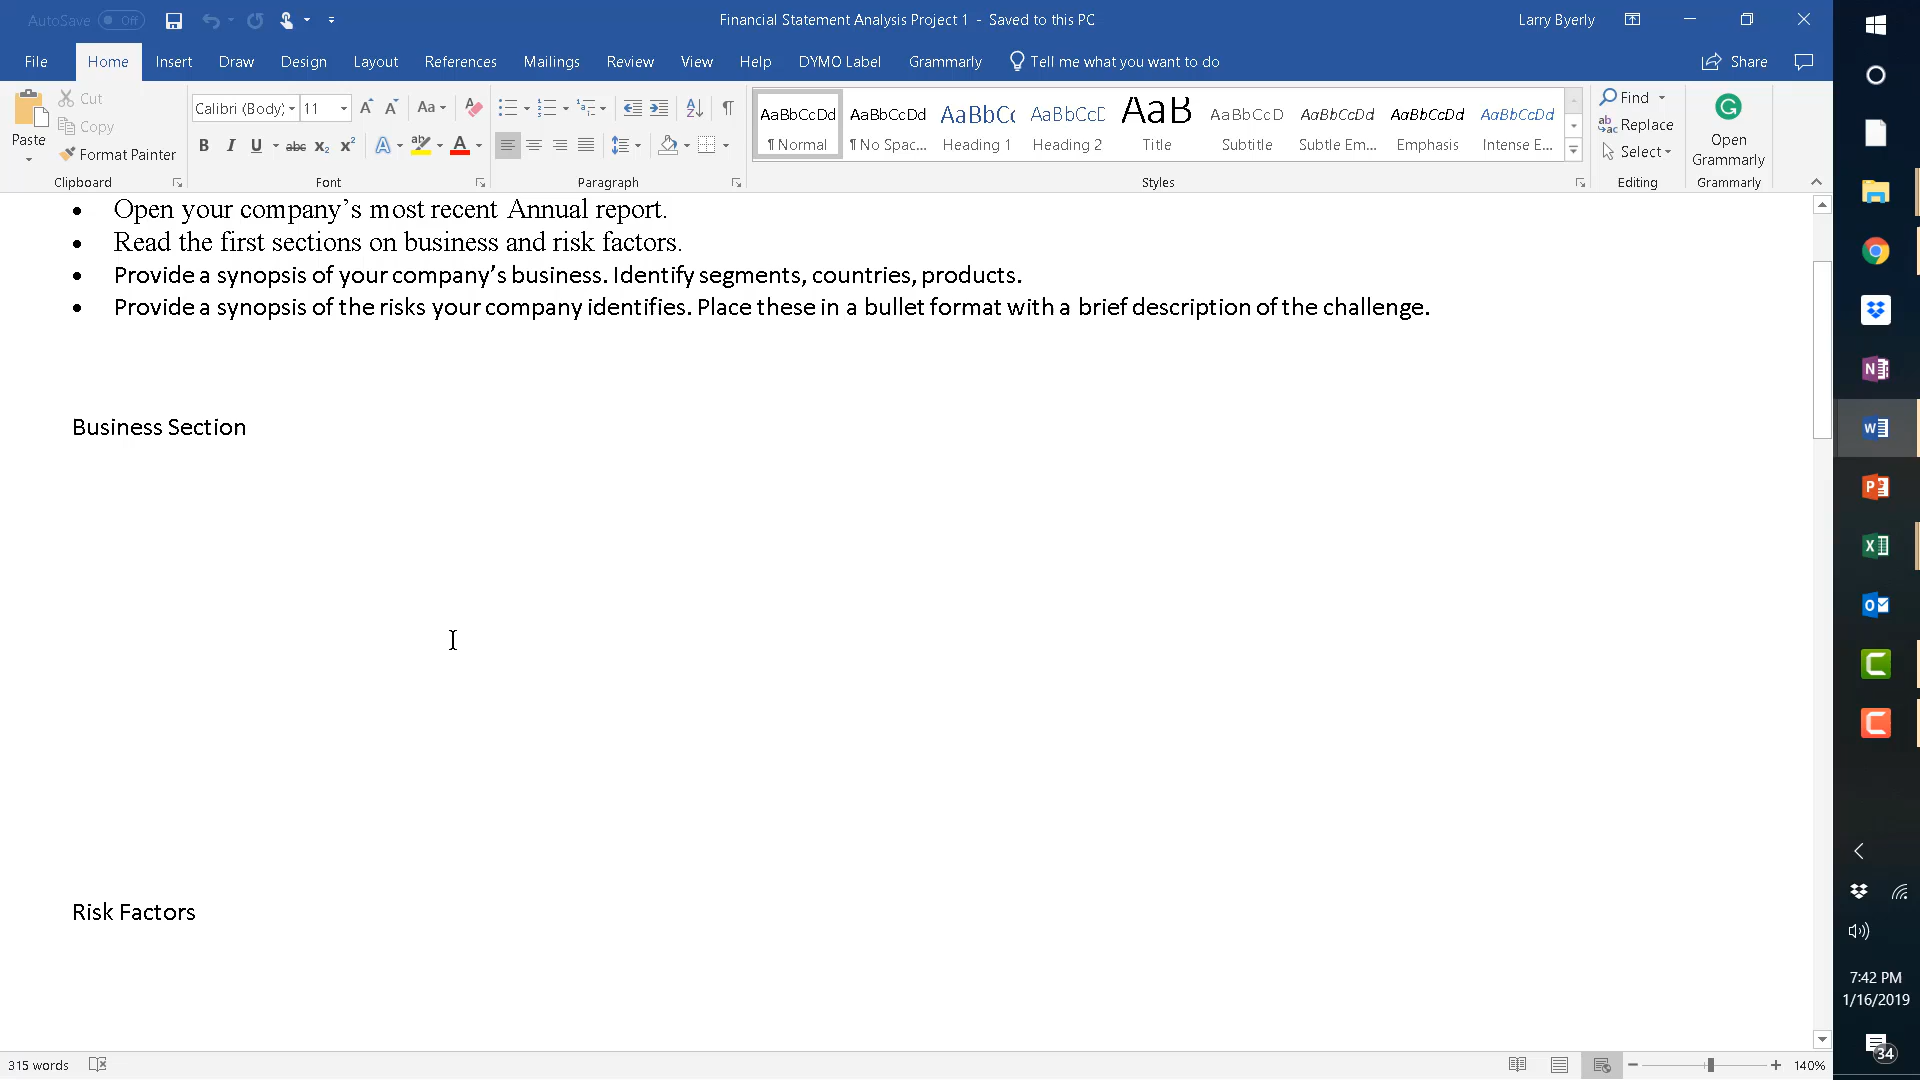 AutoSave Off
Financial Statement Analysis Project 1 - Saved to this PC
Larry Byerly
File Home Insert Draw Design Layout References Mailings Review View Help DYMO Label Grammarly Tell me what you want to do Share
Cut
Copy
Format Painter
Paste
Clipboard
Calibri (Body) 11
Aa
B I U abc x₂ x² A A
Font
Paragraph
AaBbCcDd AaBbCcDd AaBbCc AaBbCcD AaB AaBbCcD AaBbCcDd AaBbCcDd AaBbCcDd
¶ Normal ¶ No Spac... Heading 1 Heading 2 Title Subtitle Subtle Em... Emphasis Intense E...
Styles
Find
Replace
Select
Editing
Open
Grammarly
Grammarly
• Open your company’s most recent Annual report.
• Read the first sections on business and risk factors.
• Provide a synopsis of your company’s business. Identify segments, countries, products.
• Provide a synopsis of the risks your company identifies. Place these in a bullet format with a brief description of the challenge.
Business Section
Risk Factors
315 words
140%
7:42 PM
1/16/2019
34